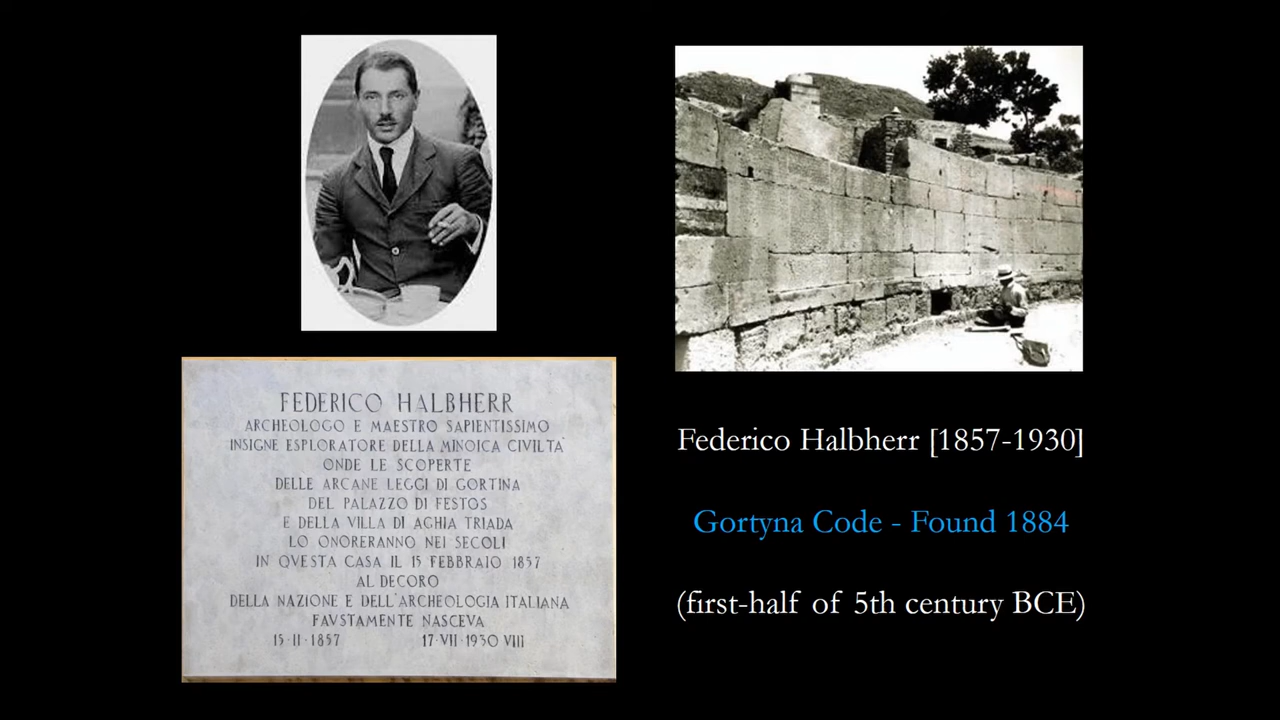 FEDERICO HALBHERR
ARCHEOLOGO E MAESTRO SAPIENTISSIMO
INSIGNE ESPLORATORE DELLA MINOICA CIVILTA'
ONDE LE SCOPERTE
DELLE ARCANE LEGGI DI GORTINA
DEL PALAZZO DI FESTOS
E DELLA VILLA DI AGHIA TRIADA
LO ONORERANNO NEI SECOLI
IN QVESTA CASA IL 15 FEBBRAIO 1857
AL DECORO
DELLA NAZIONE E DELL'ARCHEOLOGIA ITALIANA
FAVSTAMENTE NASCEVA
15·II·1857 17·VII·1930 VIII
Federico Halbherr [1857-1930]
Gortyna Code - Found 1884
(first-half of 5th century BCE)